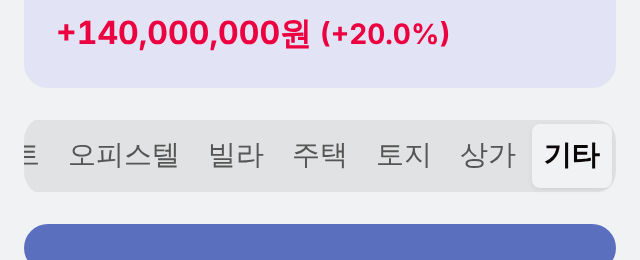 +140,000,000원 (+20.0%)
트 오피스텔 빌라 주택 토지 상가 기타